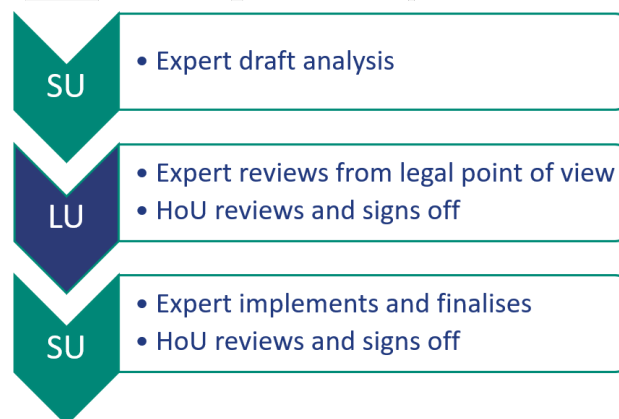 SU
• Expert draft analysis
LU
• Expert reviews from legal point of view
• HoU reviews and signs off
SU
• Expert implements and finalises
• HoU reviews and signs off